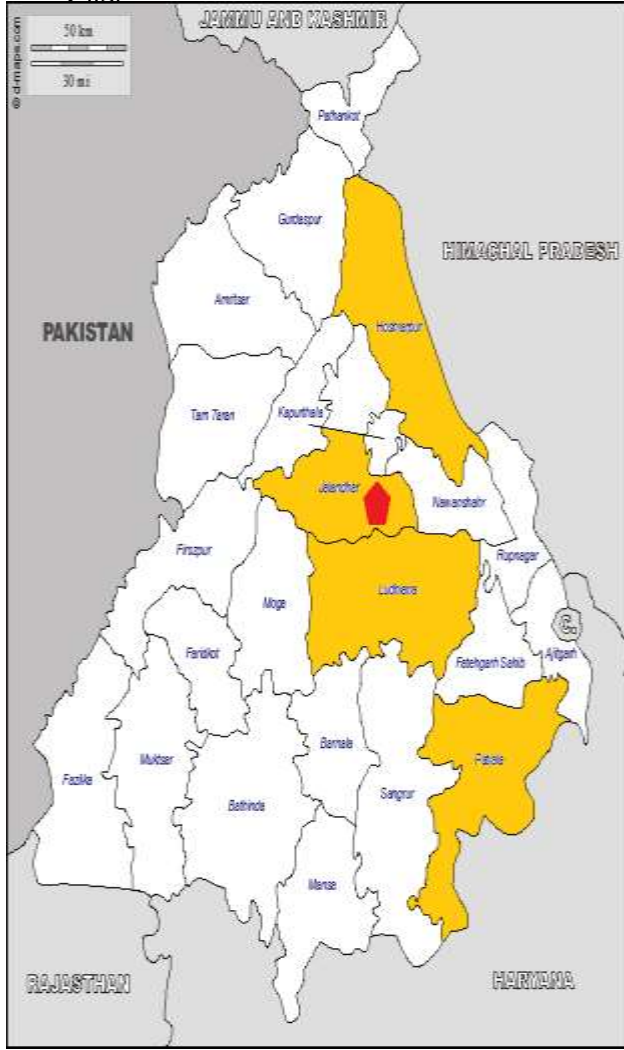 JAMMU AND KASHMIR
50 km
30 mi
© d-maps.com
Pathankot
Gurdaspur
HIMACHAL PRADESH
Amritsar
Hoshiarpur
PAKISTAN
Tarn Taran
Kapurthala
Jalandhar
Nawanshahr
Firozpur
Rupnagar
Moga
Ludhiana
C.
Faridkot
Fatehgarh Sahib
Ajitgarh
Barnala
Muktsar
Patiala
Fazilka
Sangrur
Bathinda
Mansa
RAJASTHAN
HARYANA